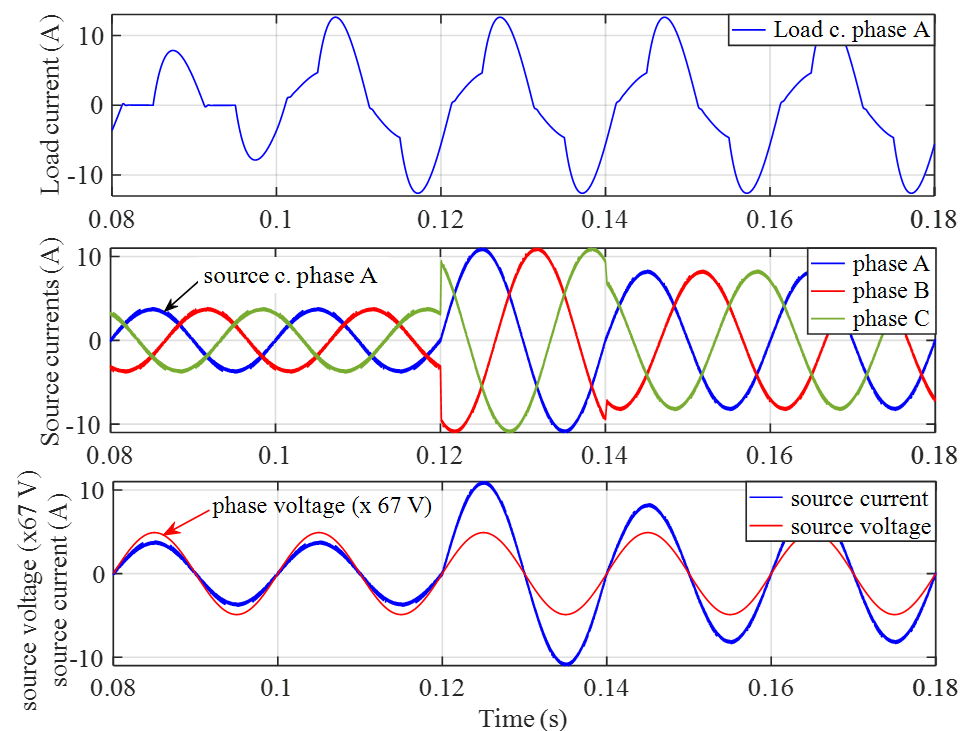 Load current (A)
10
0
-10
Load c. phase A
0.08 0.1 0.12 0.14 0.16 0.18
Source currents (A)
10
0
-10
source c. phase A
phase A
phase B
phase C
0.08 0.1 0.12 0.14 0.16 0.18
source voltage (x67 V)
source current (A)
10
0
-10
phase voltage (x 67 V)
source current
source voltage
0.08 0.1 0.12 0.14 0.16 0.18
Time (s)